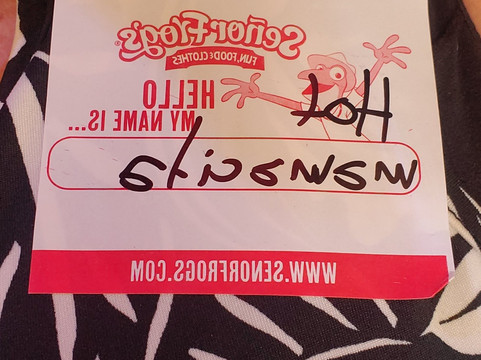 Señor Frog's®
FUN, FOOD & CLOTHES
HELLO
MY NAME IS...
Hot
mamacita
WWW.SENORFROGS.COM